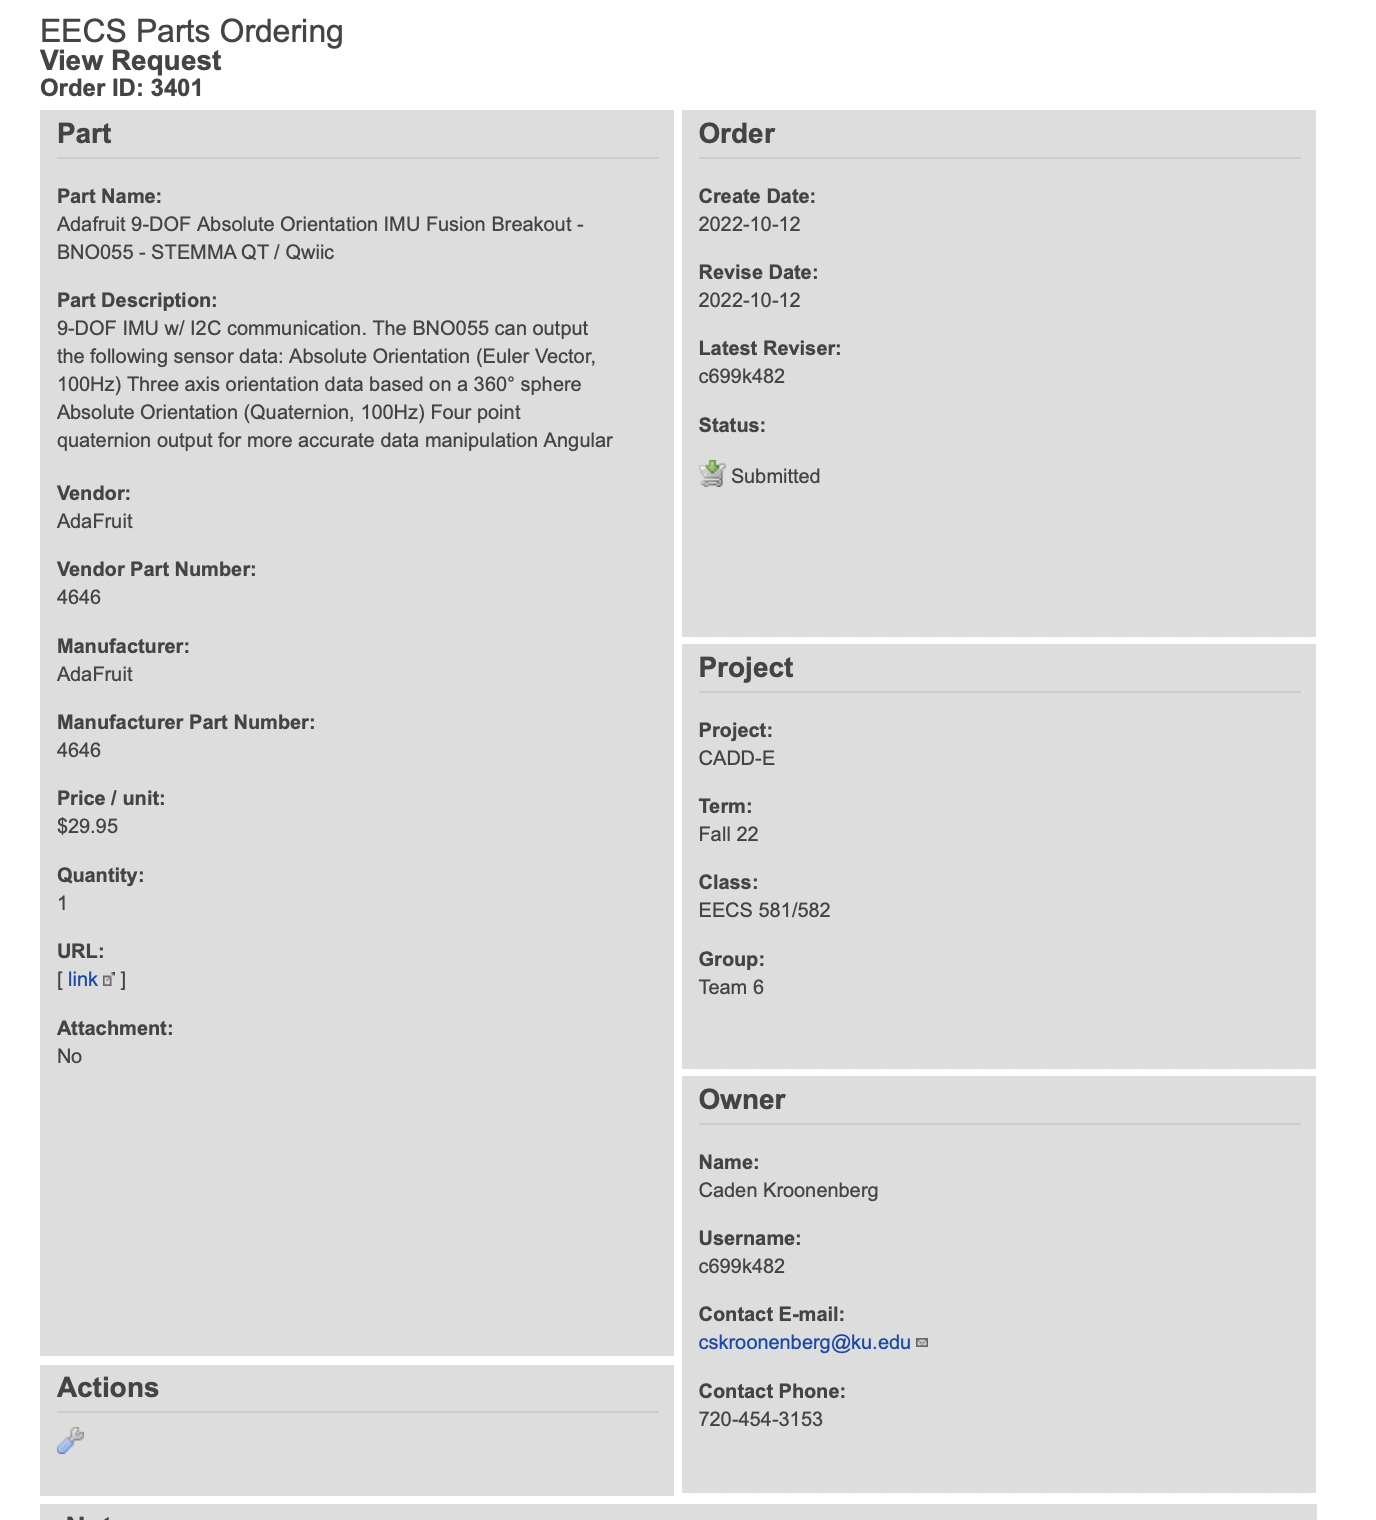 EECS Parts Ordering
View Request
Order ID: 3401
Part
Part Name:
Adafruit 9-DOF Absolute Orientation IMU Fusion Breakout -
BNO055 - STEMMA QT / Qwiic
Part Description:
9-DOF IMU w/ I2C communication. The BNO055 can output
the following sensor data: Absolute Orientation (Euler Vector,
100Hz) Three axis orientation data based on a 360° sphere
Absolute Orientation (Quaternion, 100Hz) Four point
quaternion output for more accurate data manipulation Angular
Vendor:
AdaFruit
Vendor Part Number:
4646
Manufacturer:
AdaFruit
Manufacturer Part Number:
4646
Price / unit:
$29.95
Quantity:
1
URL:
[ link ]
Attachment:
No
Actions
Order
Create Date:
2022-10-12
Revise Date:
2022-10-12
Latest Reviser:
c699k482
Status:
Submitted
Project
Project:
CADD-E
Term:
Fall 22
Class:
EECS 581/582
Group:
Team 6
Owner
Name:
Caden Kroonenberg
Username:
c699k482
Contact E-mail:
cskroonenberg@ku.edu
Contact Phone:
720-454-3153